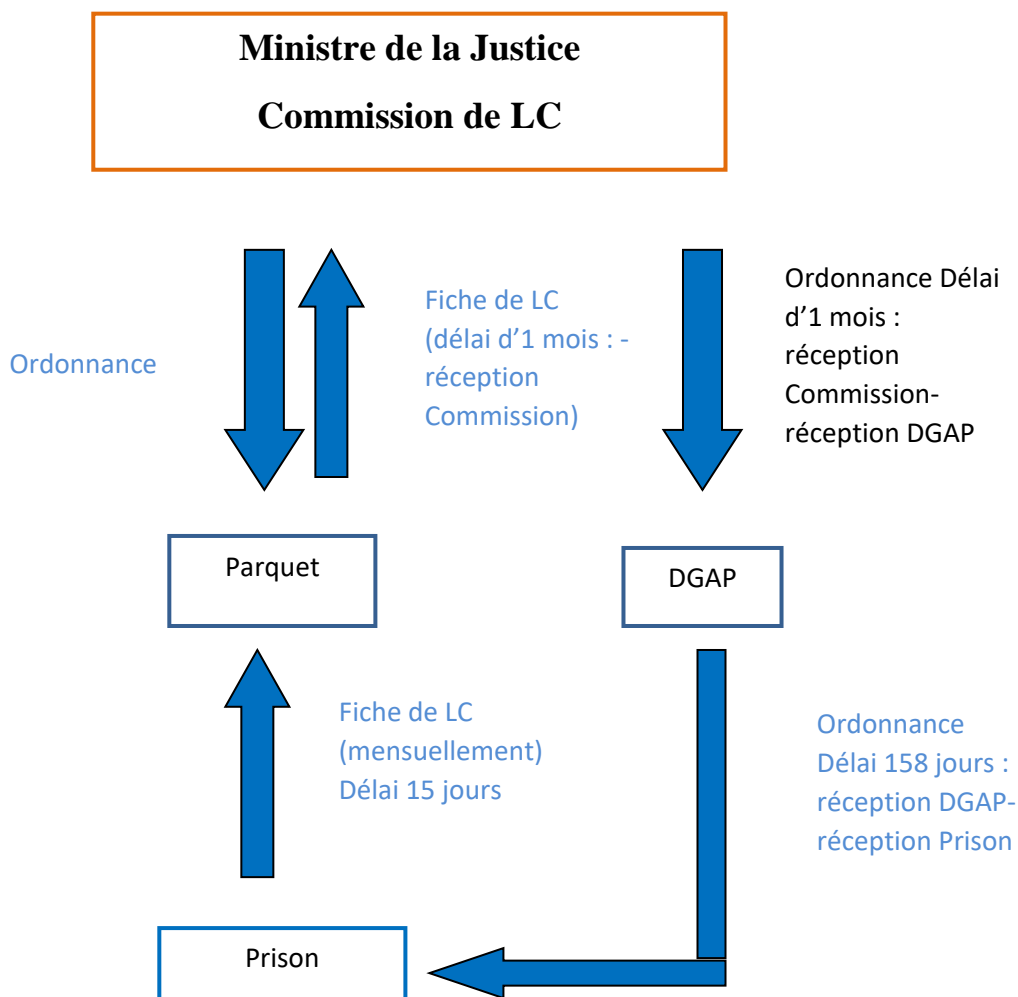 Ministre de la Justice
Commission de LC
Ordonnance
Fiche de LC
(délai d’1 mois : -
réception
Commission)
Ordonnance Délai
d’1 mois :
réception
Commission-
réception DGAP
Parquet
DGAP
Fiche de LC
(mensuellement)
Délai 15 jours
Ordonnance
Délai 158 jours :
réception DGAP-
réception Prison
Prison